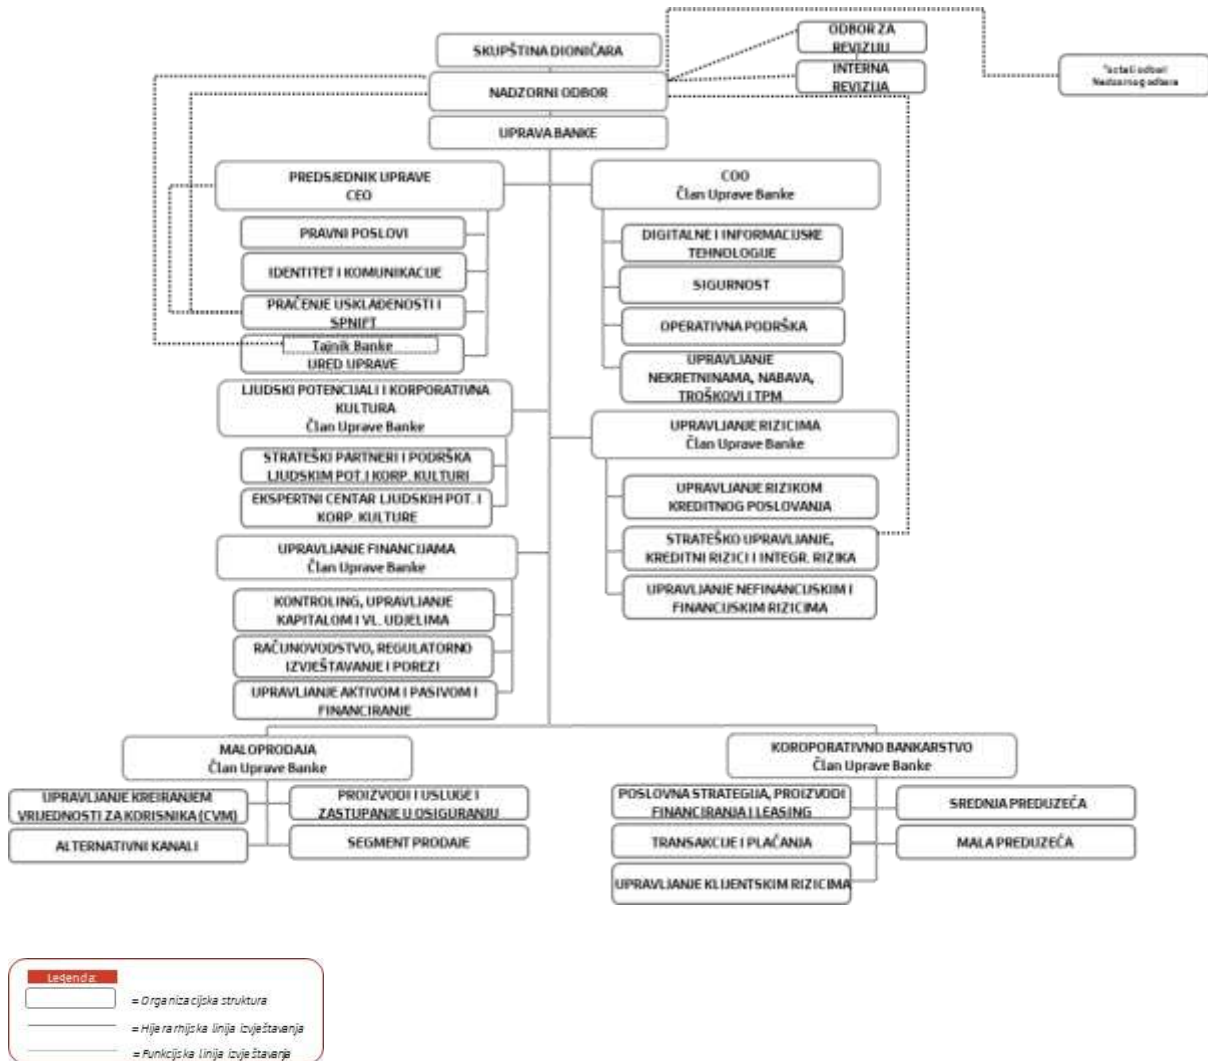 SKUPŠTINA DIONIČARA
ODBOR ZA
REVIZIJU
INTERNA
REVIZIJA
*ostali odbori
Nadzornog odbora
NADZORNI ODBOR
UPRAVA BANKE
PREDSJEDNIK UPRAVE
CEO
PRAVNI POSLOVI
IDENTITET I KOMUNIKACIJE
PRAĆENJE USKLAĐENOSTI I
SPNIFT
Tajnik Banke
URED UPRAVE
COO
Član Uprave Banke
DIGITALNE I INFORMACIJSKE
TEHNOLOGIJE
SIGURNOST
OPERATIVNA PODRŠKA
UPRAVLJANJE
NEKRETNINAMA, NABAVA,
TROŠKOVI I TPM
LJUDSKI POTENCIJALI I KORPORATIVNA
KULTURA
Član Uprave Banke
STRATEŠKI PARTNERI I PODRŠKA
LJUDSKIM POT. I KORP. KULTURI
EKSPERTNI CENTAR LJUDSKIH POT. I
KORP. KULTURE
UPRAVLJANJE RIZICIMA
Član Uprave Banke
UPRAVLJANJE RIZIKOM
KREDITNOG POSLOVANJA
STRATEŠKO UPRAVLJANJE,
KREDITNI RIZICI I INTEGR. RIZIKA
UPRAVLJANJE NEFINANCIJSKIM I
FINANCIJSKIM RIZICIMA
UPRAVLJANJE FINANCIJAMA
Član Uprave Banke
KONTROLING, UPRAVLJANJE
KAPITALOM I VL. UDJELIMA
RAČUNOVODSTVO, REGULATORNO
IZVJEŠTAVANJE I POREZI
UPRAVLJANJE AKTIVOM I PASIVOM I
FINANCIRANJE
MALOPRODAJA
Član Uprave Banke
UPRAVLJANJE KREIRANJEM
VRIJEDNOSTI ZA KORISNIKA (CVM)
PROIZVODI I USLUGE I
ZASTUPANJE U OSIGURANJU
ALTERNATIVNI KANALI
SEGMENT PRODAJE
KOROPORATIVNO BANKARSTVO
Član Uprave Banke
POSLOVNA STRATEGIJA, PROIZVODI
FINANCIRANJA I LEASING
SREDNJA PREDUZEĆA
TRANSAKCIJE I PLAĆANJA
MALA PREDUZEĆA
UPRAVLJANJE KLIJENTSKIM RIZICIMA
Legenda:
= Organizacijska struktura
= Hijerarhijska linija izvještavanja
= Funkcijska linija izvještavanja